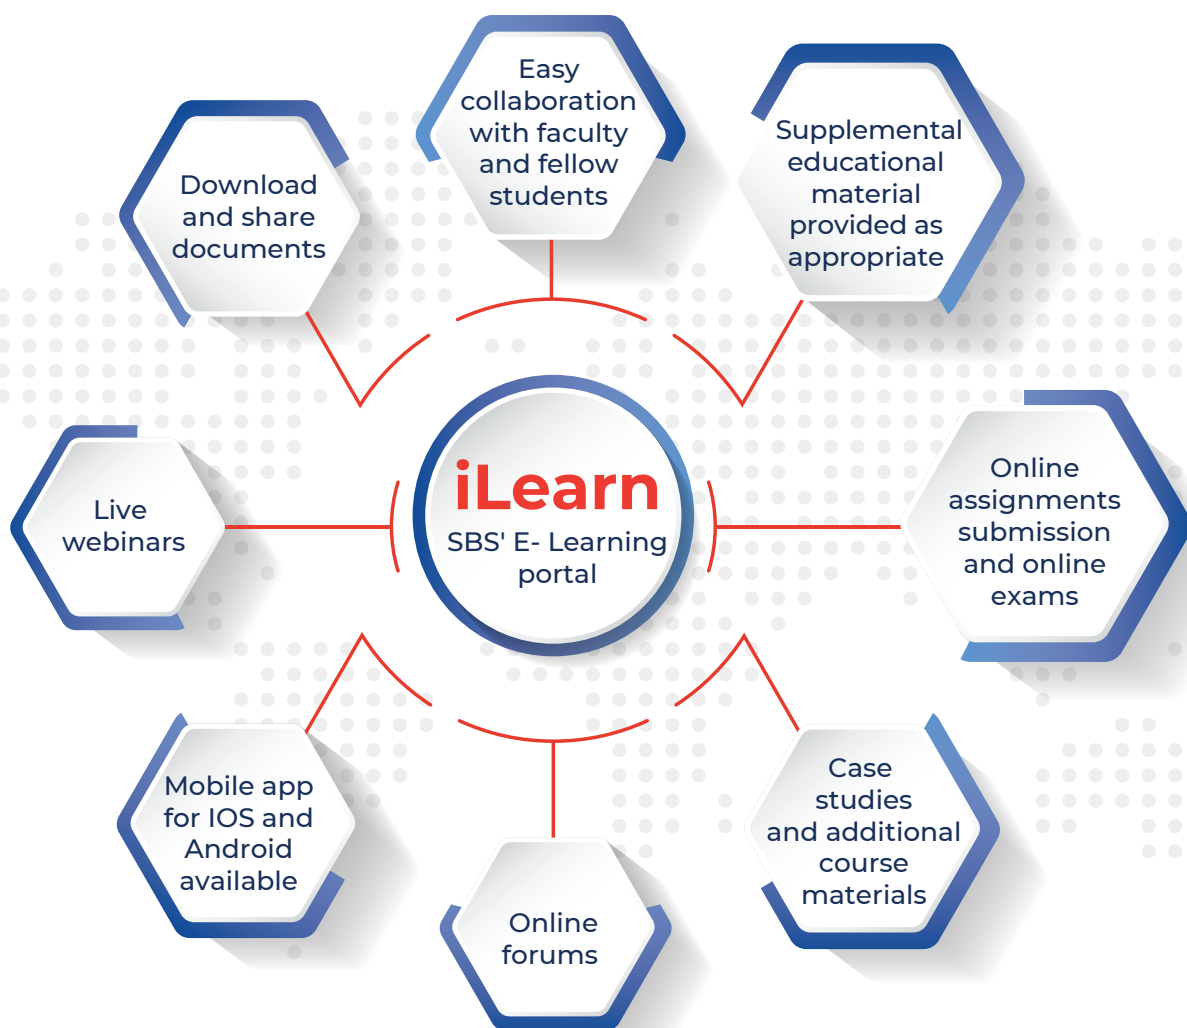 Easy
collaboration
with faculty
and fellow
students
Supplemental
educational
material
provided as
appropriate
Download
and share
documents
Online
assignments
submission
and online
exams
iLearn
SBS' E- Learning
portal
Live
webinars
Case
studies
and additional
course
materials
Mobile app
for IOS and
Android
available
Online
forums